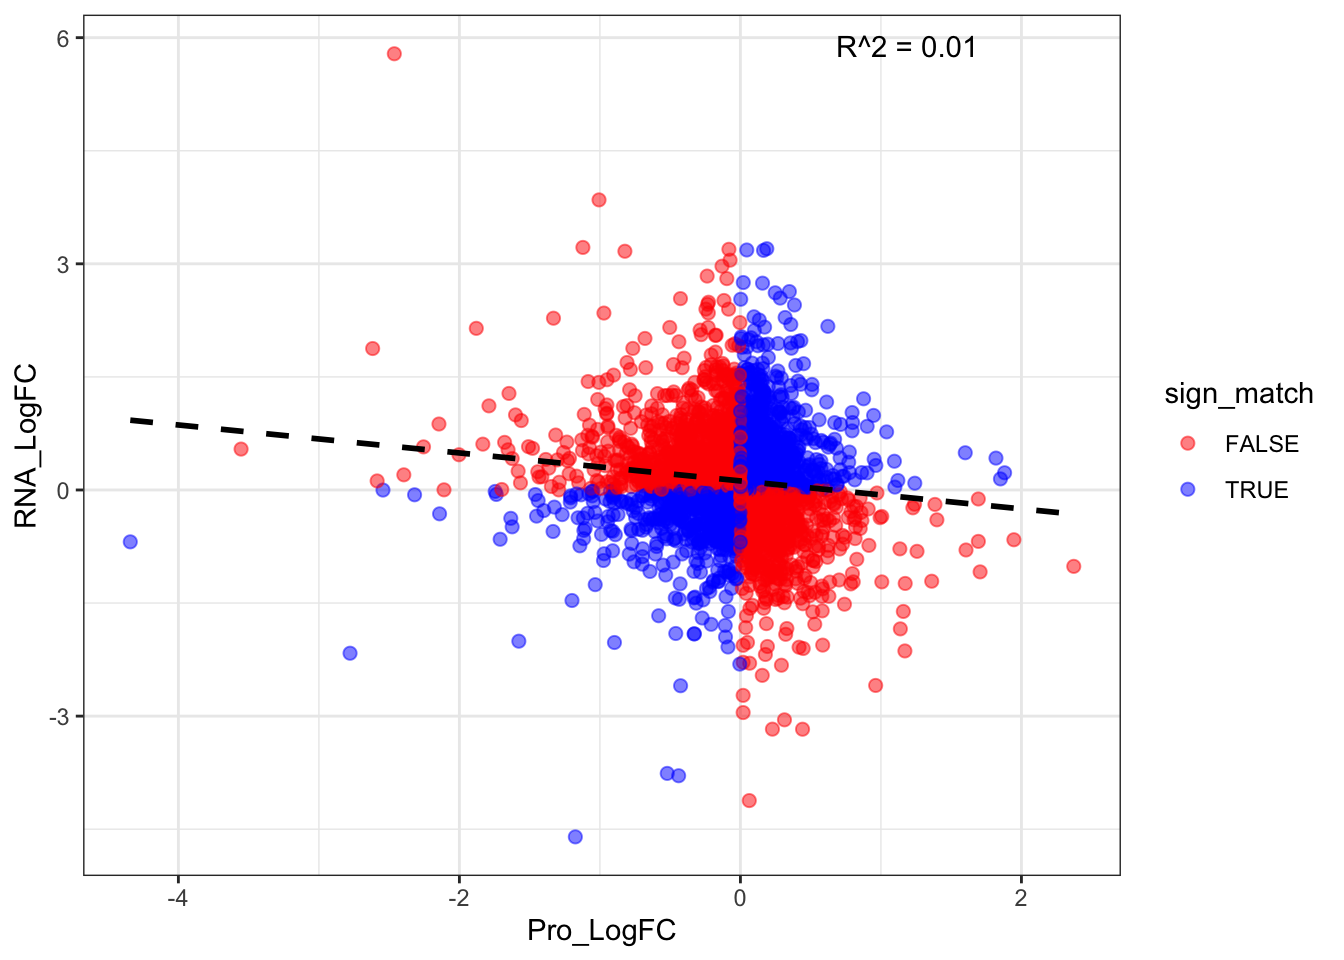 R^2 = 0.01
6
3
0
-3
RNA_LogFC
-4
-2
0
2
Pro_LogFC
sign_match
FALSE
TRUE